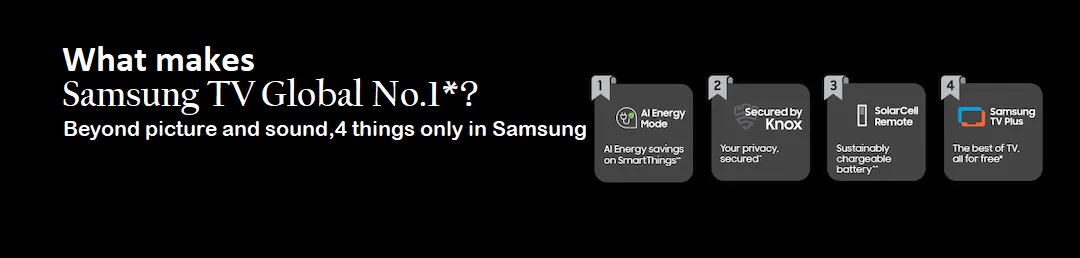 What makes
Samsung TV Global No.1*?
Beyond picture and sound,4 things only in Samsung
1
AI Energy
Mode
AI Energy savings
on SmartThings**
2
Secured by
Knox
Your privacy,
secured^
3
SolarCell
Remote
Sustainably
chargeable
battery^^
4
Samsung
TV Plus
The best of TV,
all for free#